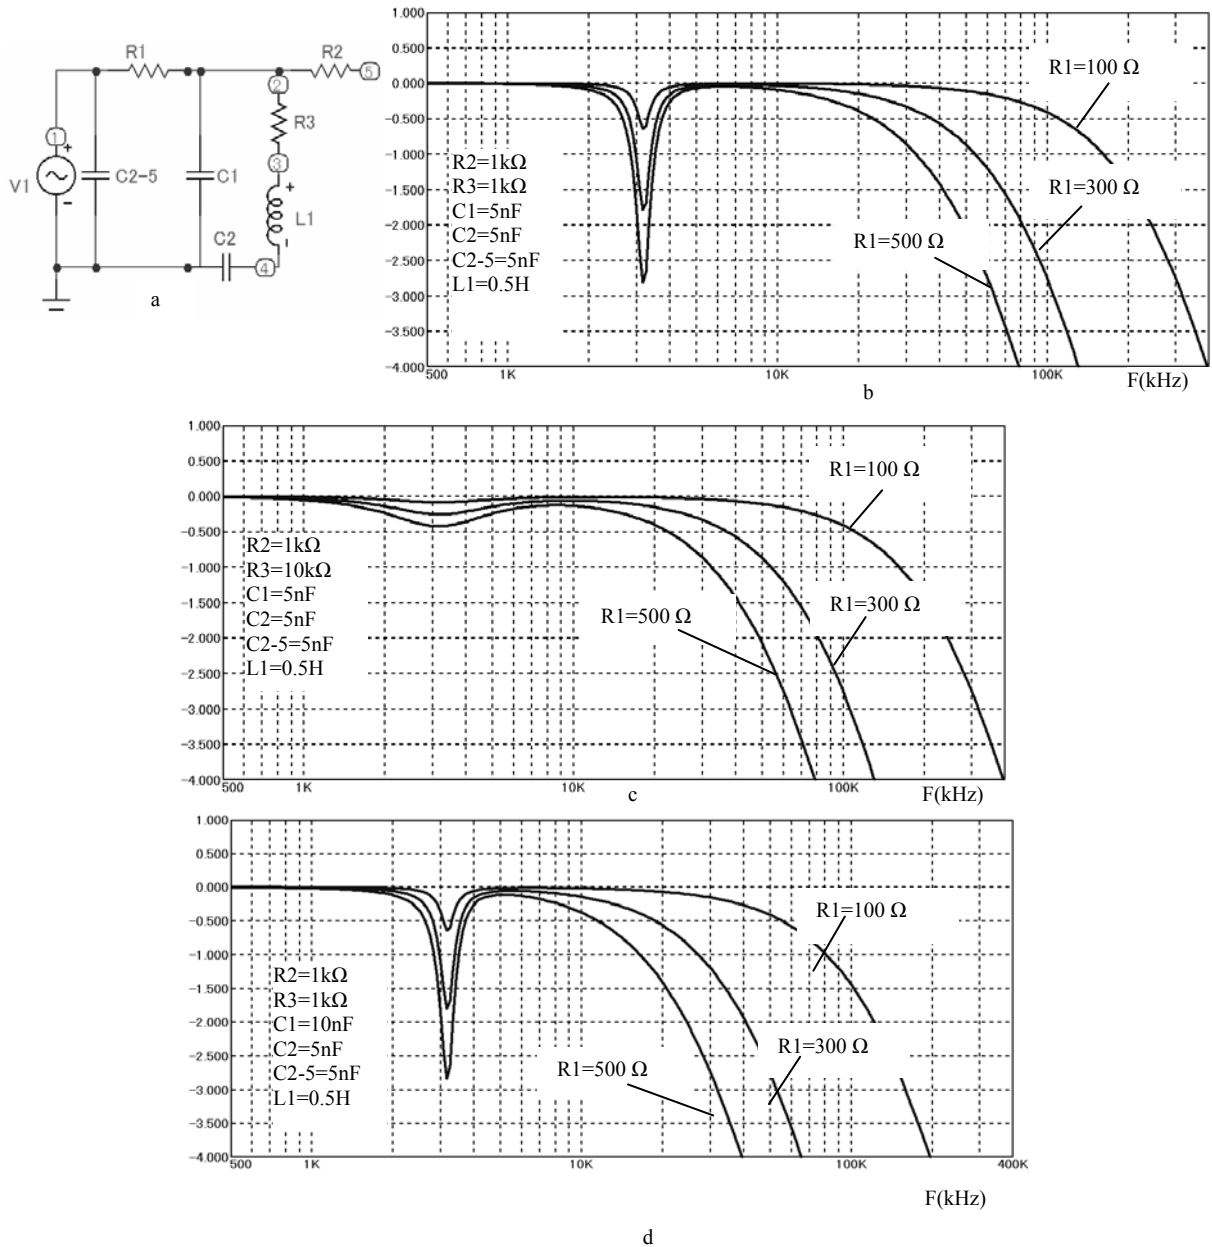 R1
R2
5
2
R3
1
3
V1
+
-
C2-5
C1
+
L1
-
C2
4
a
1.000
0.500
0.000
-0.500
-1.000
-1.500
-2.000
-2.500
-3.000
-3.500
-4.000
R1=100 Ω
R1=300 Ω
R1=500 Ω
R2=1kΩ
R3=1kΩ
C1=5nF
C2=5nF
C2-5=5nF
L1=0.5H
500 1K 10K 100K
F(kHz)
b
1.000
0.500
0.000
-0.500
-1.000
-1.500
-2.000
-2.500
-3.000
-3.500
-4.000
R1=100 Ω
R1=300 Ω
R1=500 Ω
R2=1kΩ
R3=10kΩ
C1=5nF
C2=5nF
C2-5=5nF
L1=0.5H
500 1K 10K 100K
F(kHz)
c
1.000
0.500
0.000
-0.500
-1.000
-1.500
-2.000
-2.500
-3.000
-3.500
-4.000
R1=100 Ω
R1=300 Ω
R1=500 Ω
R2=1kΩ
R3=1kΩ
C1=10nF
C2=5nF
C2-5=5nF
L1=0.5H
500 1K 10K 100K 400K
F(kHz)
d